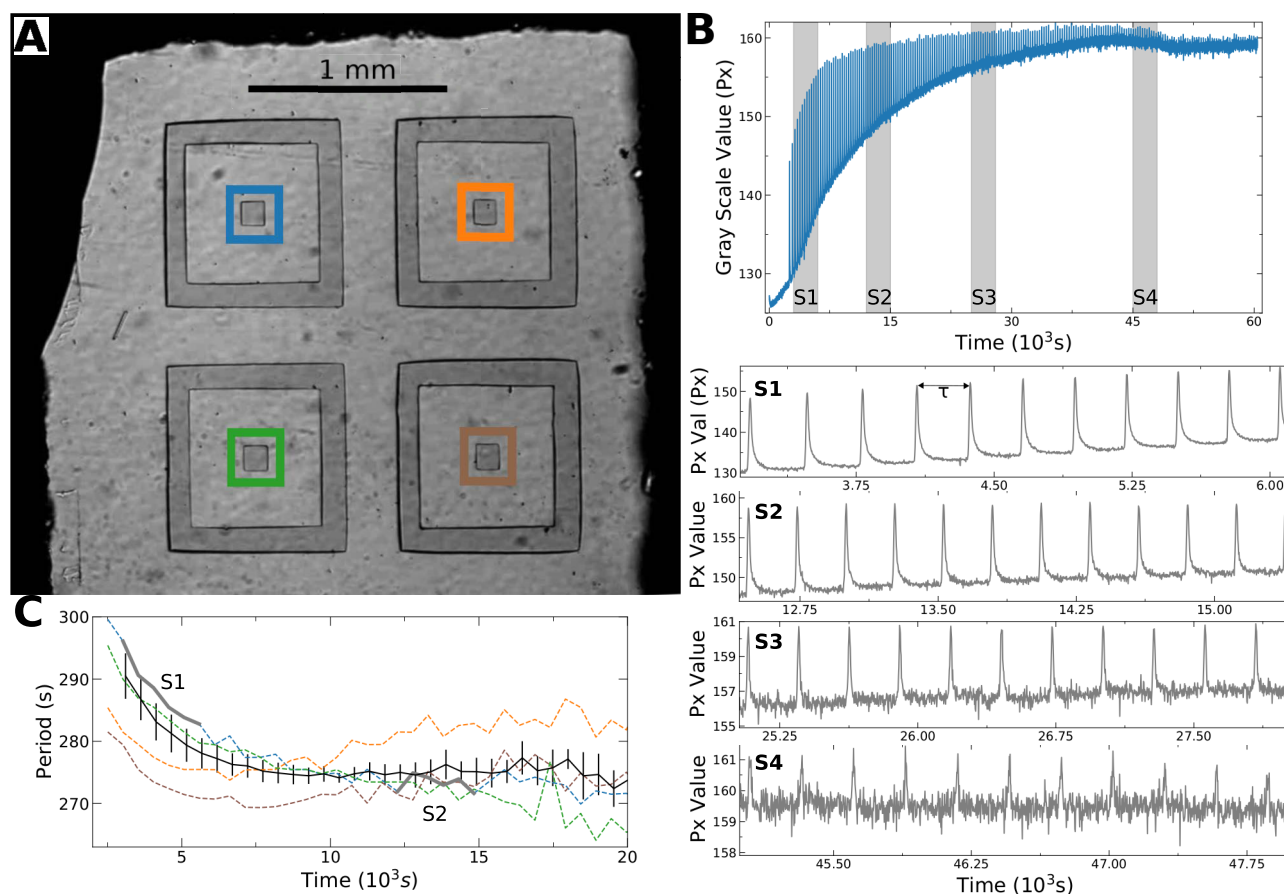 A
1 mm
B
Gray Scale Value (Px)
160
150
140
130
S1
S2
S3
S4
0
15
30
45
60
Time (10³s)
S1
τ
Px Val (Px)
150
140
130
3.75
4.50
5.25
6.00
S2
Px Value
160
155
150
12.75
13.50
14.25
15.00
S3
Px Value
161
159
157
155
25.25
26.00
26.75
27.50
S4
Px Value
161
160
159
158
45.50
46.25
47.00
47.75
Time (10³s)
C
Period (s)
300
290
280
270
S1
S2
5
10
15
20
Time (10³s)